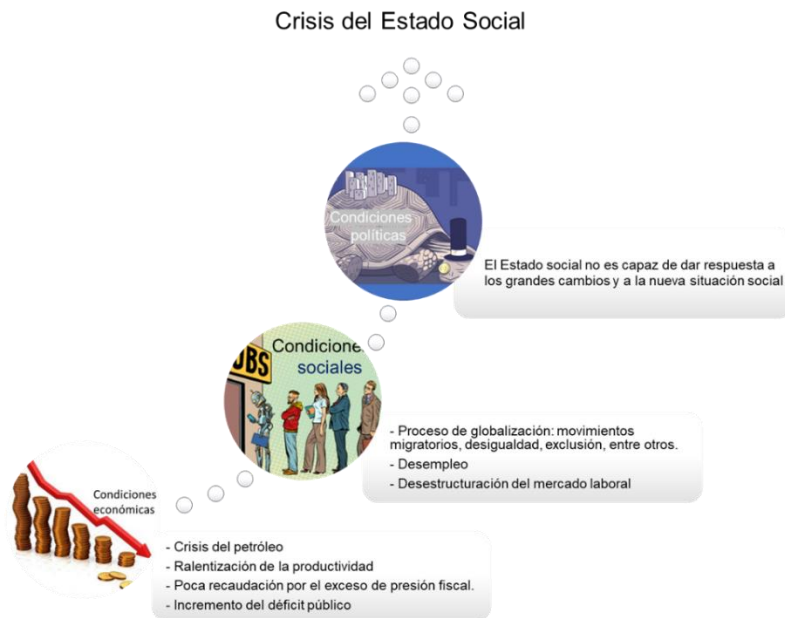 Crisis del Estado Social
Condiciones
políticas
El Estado social no es capaz de dar respuesta a
los grandes cambios y a la nueva situación social
JOBS
Condiciones
sociales
- Proceso de globalización: movimientos
migratorios, desigualdad, exclusión, entre otros.
- Desempleo
- Desestructuración del mercado laboral
Condiciones
económicas
- Crisis del petróleo
- Ralentización de la productividad
- Poca recaudación por el exceso de presión fiscal.
- Incremento del déficit público